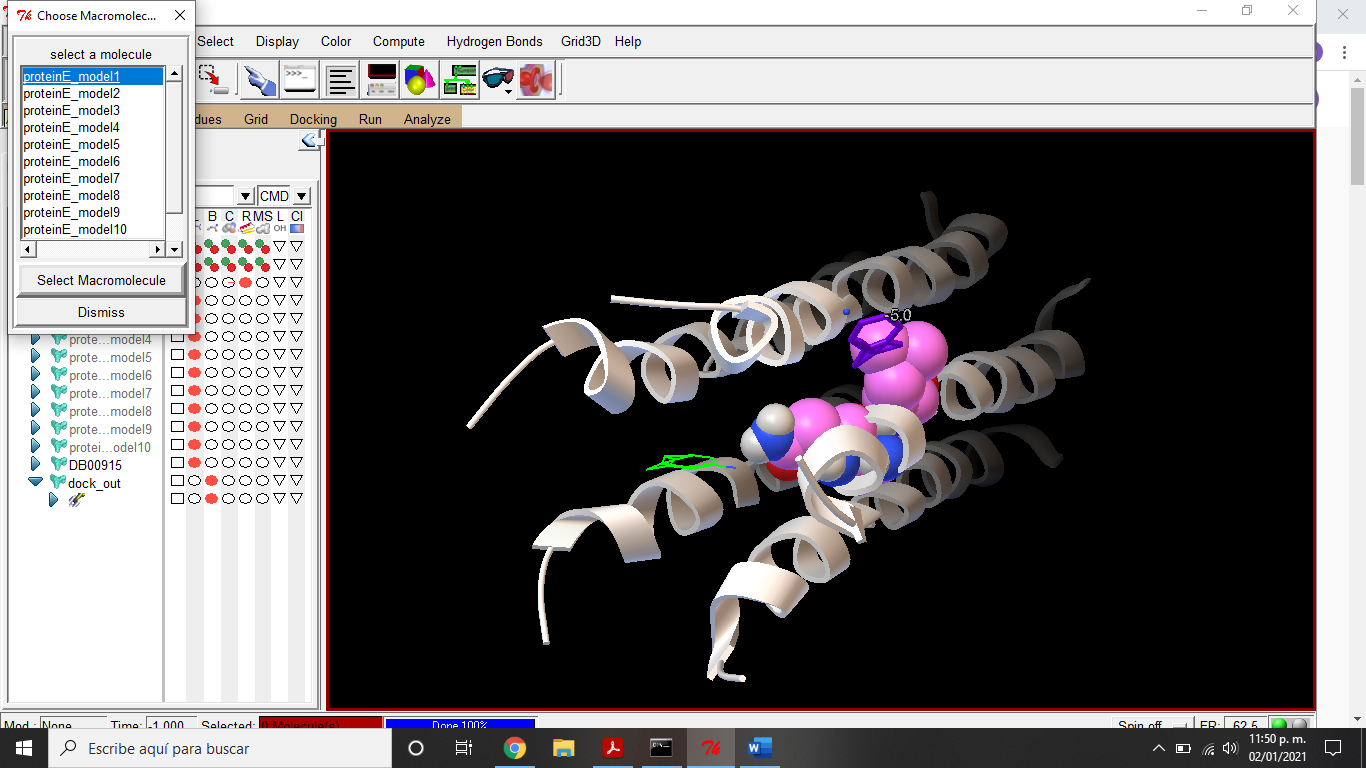 Choose Macromolec...
select a molecule
proteinE_model1
proteinE_model2
proteinE_model3
proteinE_model4
proteinE_model5
proteinE_model6
proteinE_model7
proteinE_model8
proteinE_model9
proteinE_model10
Select Macromolecule
Dismiss
Select Display Color Compute Hydrogen Bonds Grid3D Help
>>>_
dues Grid Docking Run Analyze
CMD
B C R MS L Cl
OH
prote...model4
prote...model5
prote...model6
prote...model7
prote...model8
prote...model9
protei...odel10
DB00915
dock_out
-5.0
Mod.: None Time: -1.000 Selected: 0 Molecule(s) Done 100% Spin off FR: 62.5
Escribe aquí para buscar
11:50 p. m.
02/01/2021